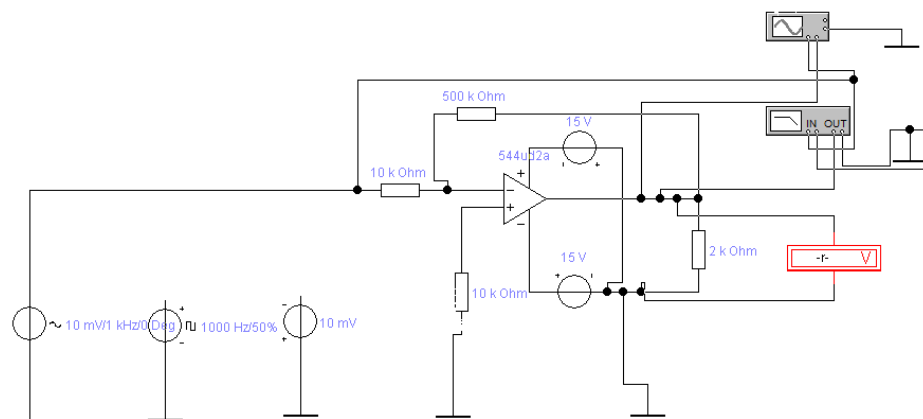 IN OUT
500 k Ohm
15 V
544ud2a
10 k Ohm
15 V
2 k Ohm
-r- V
10 k Ohm
10 mV/1 kHz/0 Deg
1000 Hz/50%
10 mV